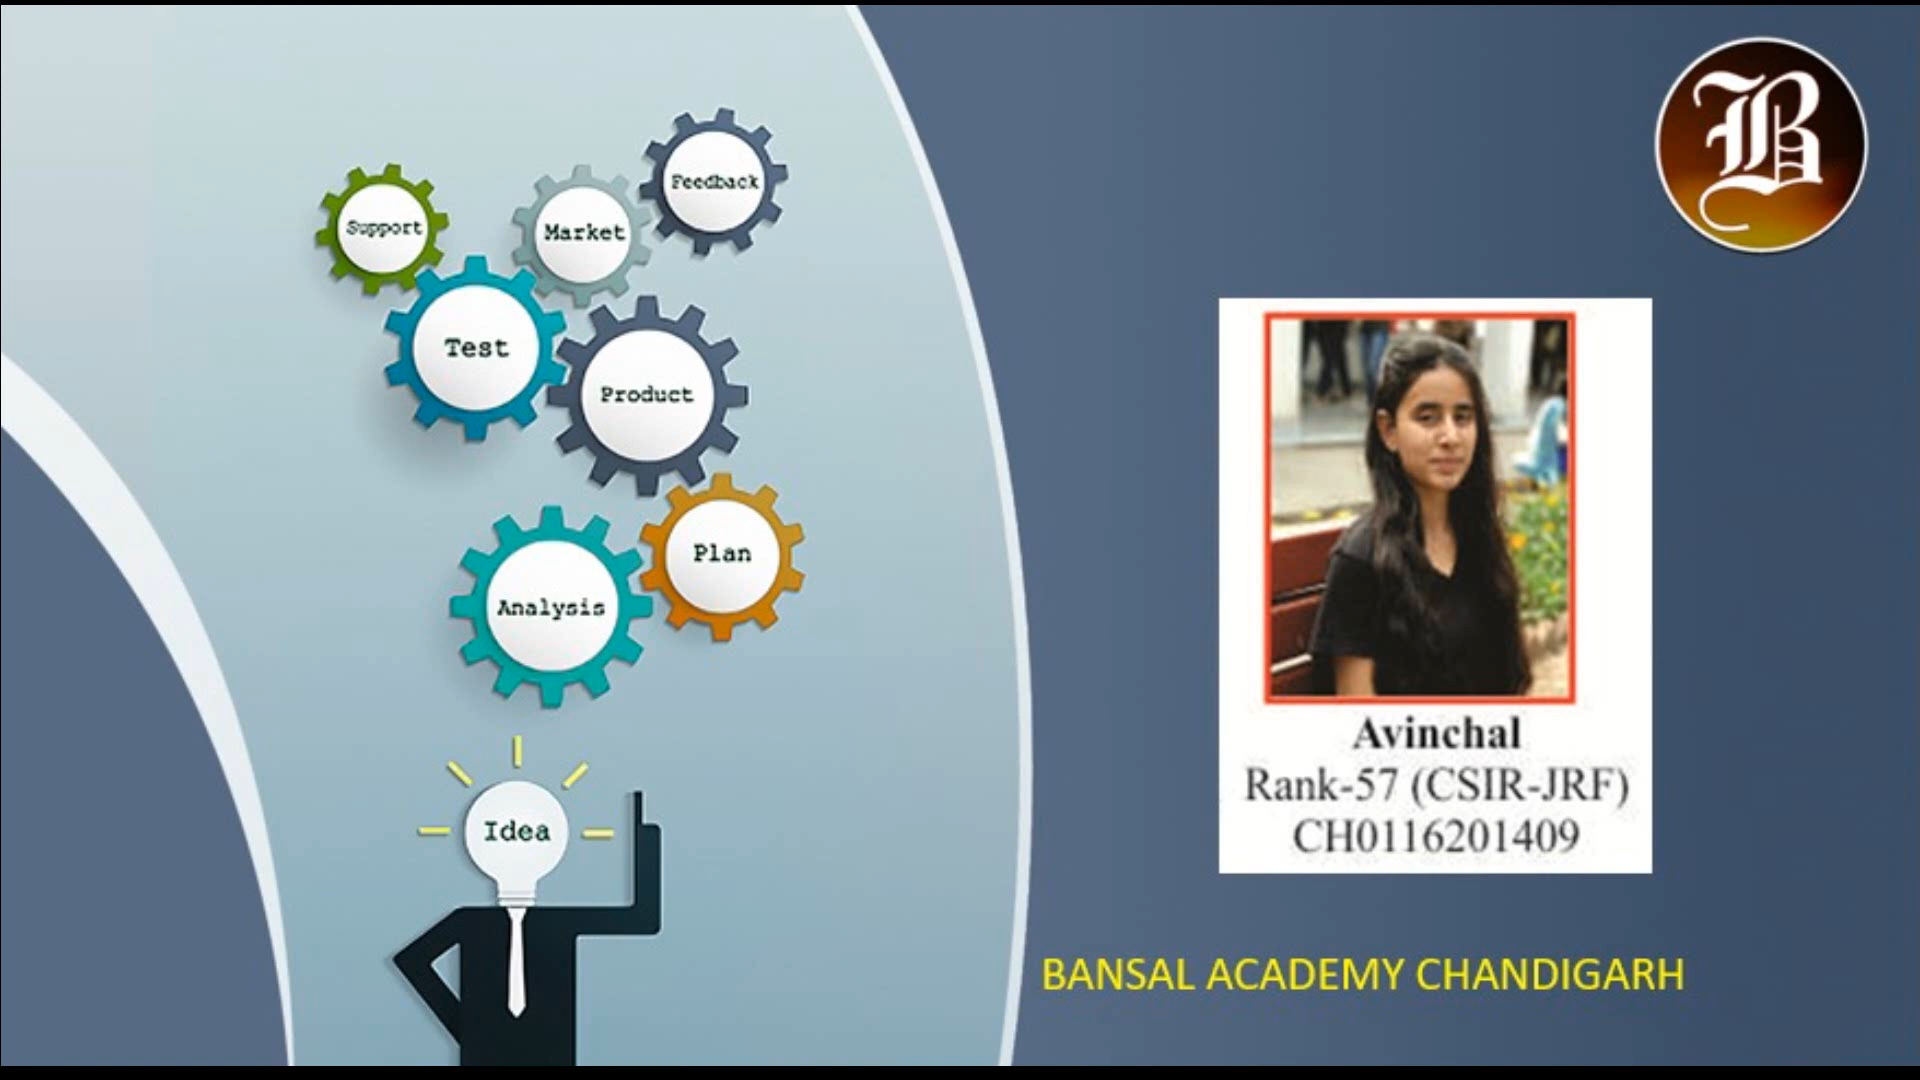 Feedback
Support
Market
Test
Product
Plan
Analysis
Idea
B
Avinchal
Rank-57 (CSIR-JRF)
CH0116201409
BANSAL ACADEMY CHANDIGARH